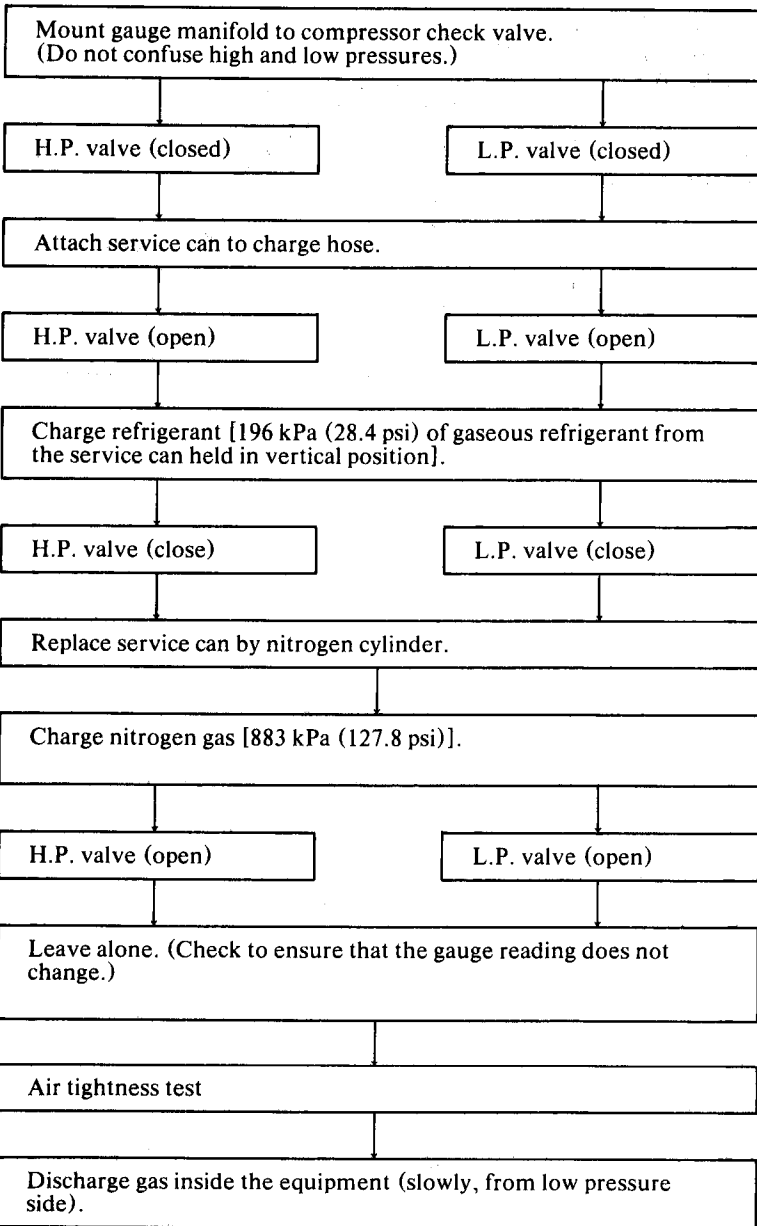 Mount gauge manifold to compressor check valve.
(Do not confuse high and low pressures.)
H.P. valve (closed)
L.P. valve (closed)
Attach service can to charge hose.
H.P. valve (open)
L.P. valve (open)
Charge refrigerant [196 kPa (28.4 psi) of gaseous refrigerant from
the service can held in vertical position].
H.P. valve (close)
L.P. valve (close)
Replace service can by nitrogen cylinder.
Charge nitrogen gas [883 kPa (127.8 psi)].
H.P. valve (open)
L.P. valve (open)
Leave alone. (Check to ensure that the gauge reading does not
change.)
Air tightness test
Discharge gas inside the equipment (slowly, from low pressure
side).